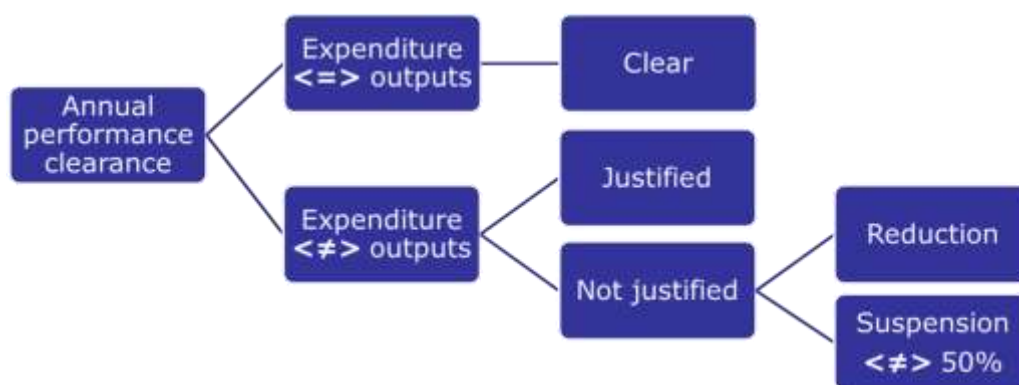 Annual
performance
clearance
Expenditure
<=> outputs
Clear
Expenditure
<≠> outputs
Justified
Not justified
Reduction
Suspension
<≠> 50%